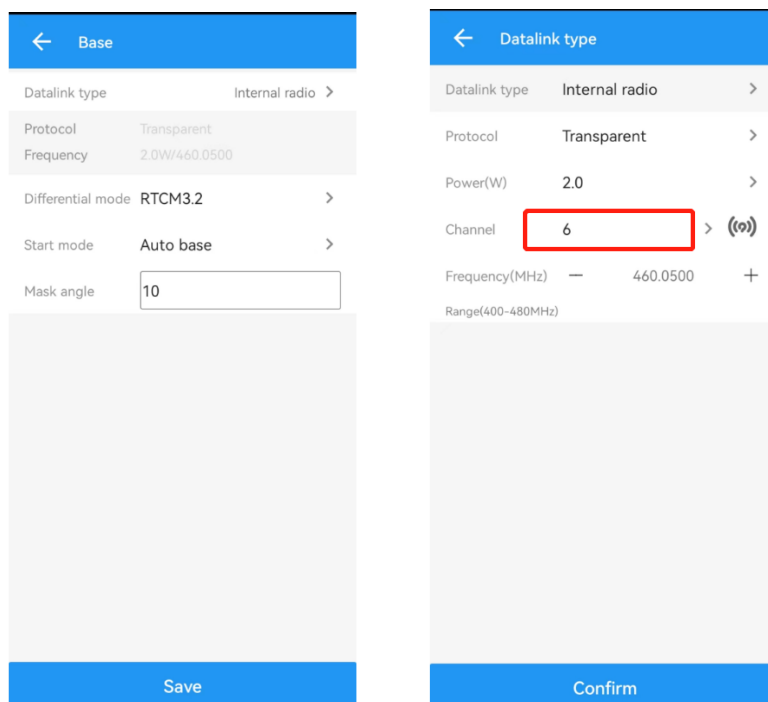 Base
Datalink type Internal radio
Protocol Transparent
Frequency 2.0W/460.0500
Differential mode RTCM3.2
Start mode Auto base
Mask angle 10
Save
Datalink type
Datalink type Internal radio
Protocol Transparent
Power(W) 2.0
Channel 6
Frequency(MHz) — 460.0500 +
Range(400-480MHz)
Confirm